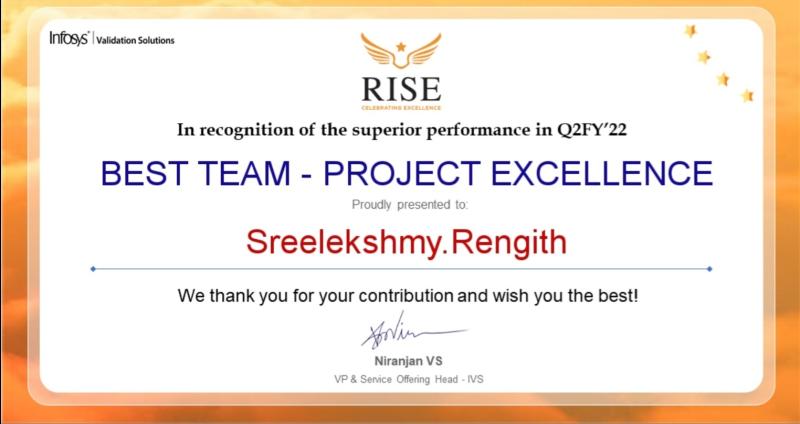 Infosys | Validation Solutions
RISE
CELEBRATING EXCELLENCE
In recognition of the superior performance in Q2FY'22
BEST TEAM - PROJECT EXCELLENCE
Proudly presented to:
Sreelekshmy.Rengith
We thank you for your contribution and wish you the best!
Niranjan VS
VP & Service Offering Head - IVS